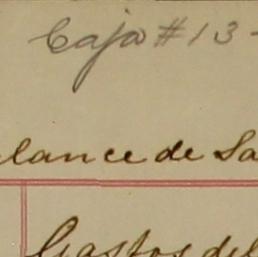 Caja #13-
lance de Sa
Gastos del